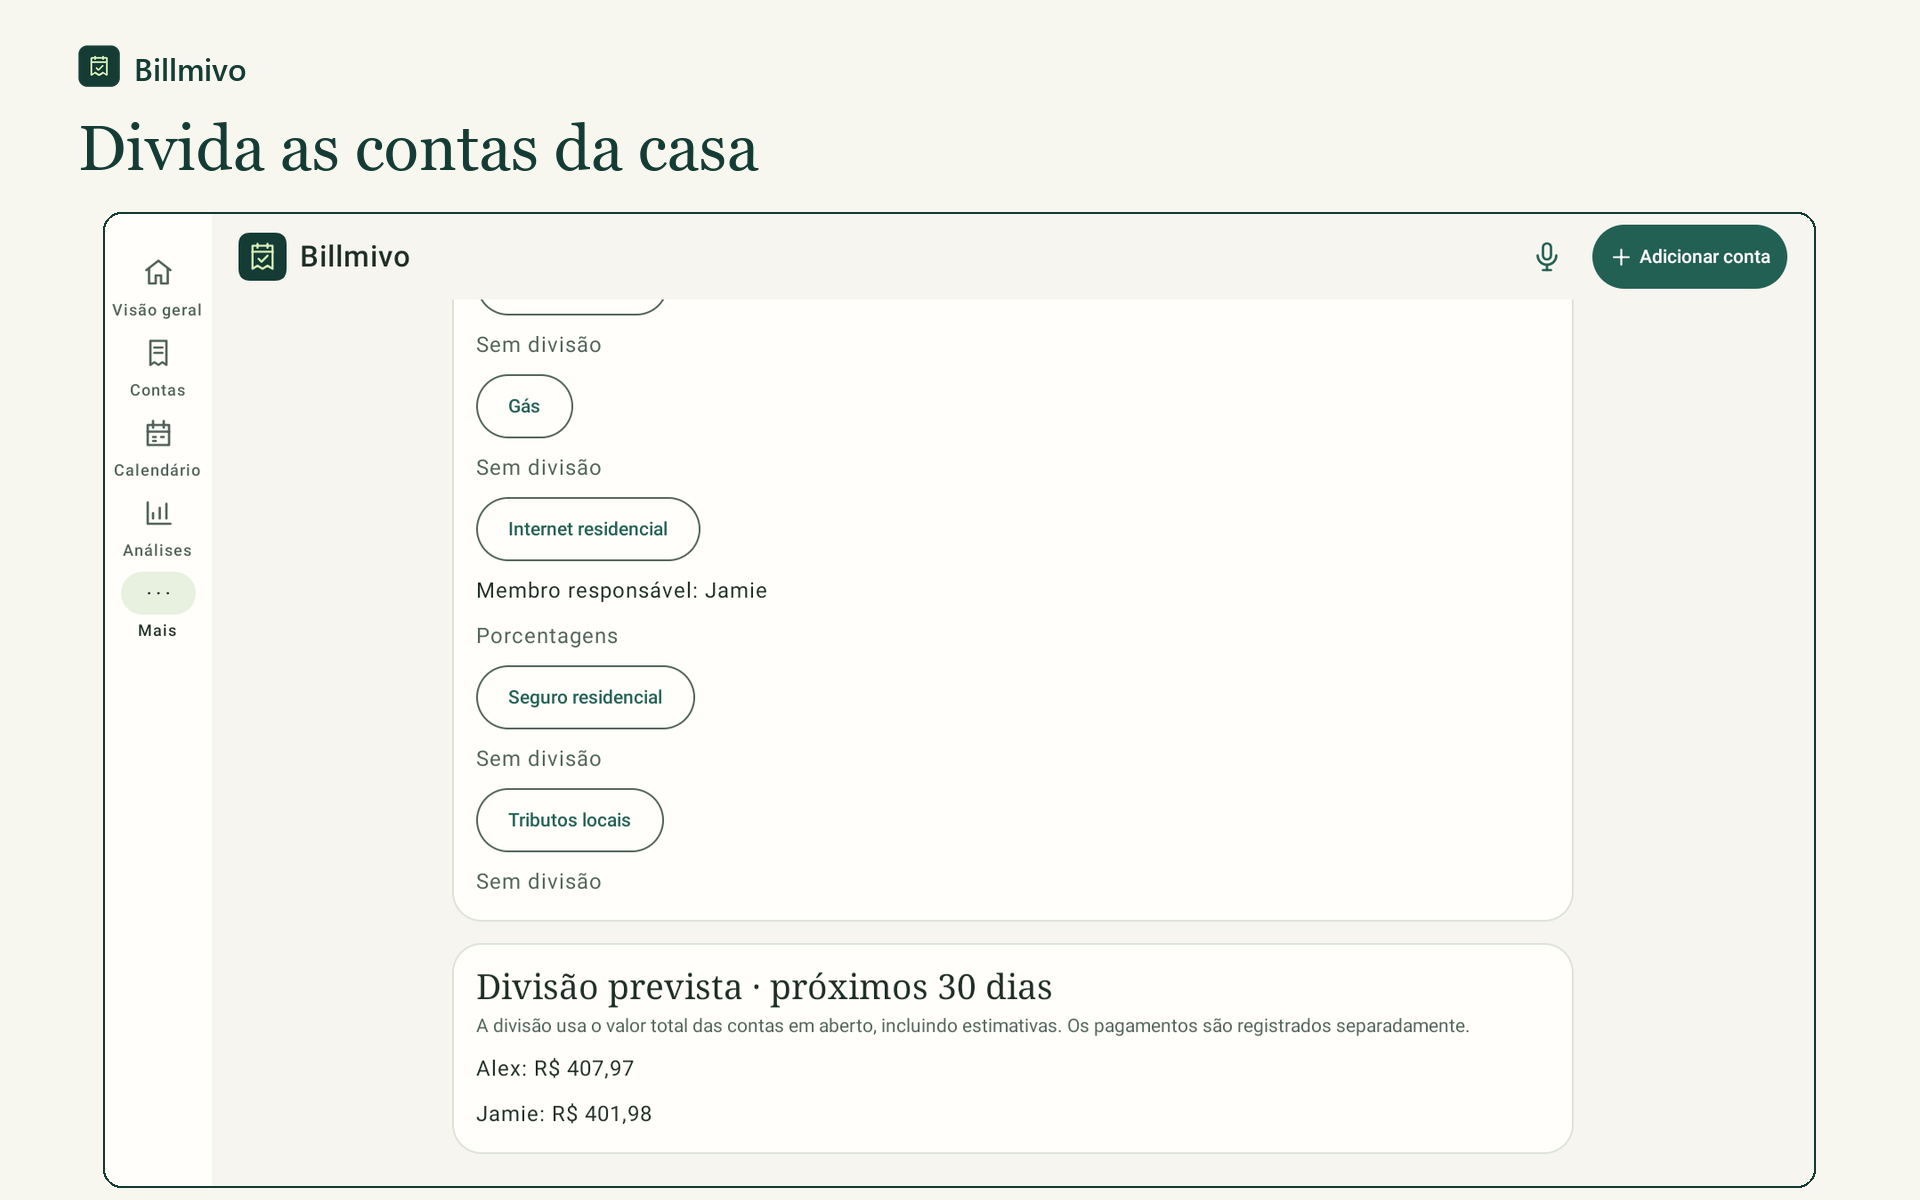 Billmivo
Divida as contas da casa
Billmivo
Adicionar conta
Visão geral
Contas
Calendário
Análises
Mais
Sem divisão
Gás
Sem divisão
Internet residencial
Membro responsável: Jamie
Porcentagens
Seguro residencial
Sem divisão
Tributos locais
Sem divisão
Divisão prevista · próximos 30 dias
A divisão usa o valor total das contas em aberto, incluindo estimativas. Os pagamentos são registrados separadamente.
Alex: R$ 407,97
Jamie: R$ 401,98